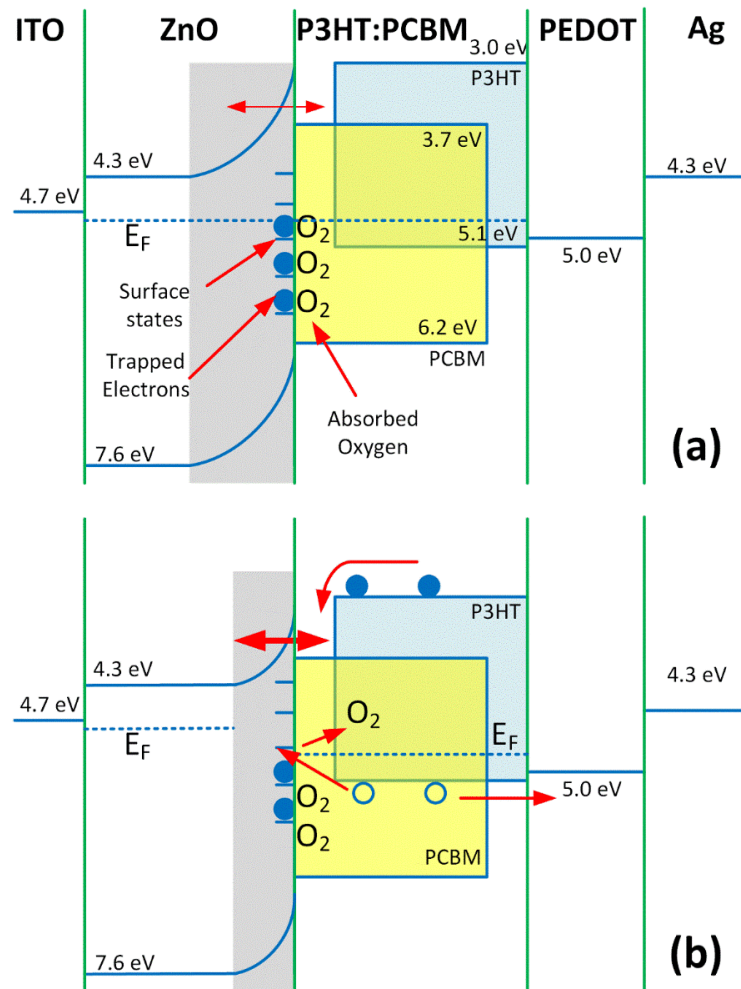 ITO ZnO P3HT:PCBM PEDOT Ag
3.0 eV
P3HT
3.7 eV
4.3 eV
4.3 eV
4.7 eV
E_F
O₂
5.1 eV
5.0 eV
O₂
Surface
states
O₂
6.2 eV
Trapped
Electrons
PCBM
Absorbed
Oxygen
7.6 eV
(a)
P3HT
4.3 eV
4.3 eV
4.7 eV
O₂
E_F
E_F
5.0 eV
O₂
O₂
PCBM
7.6 eV
(b)